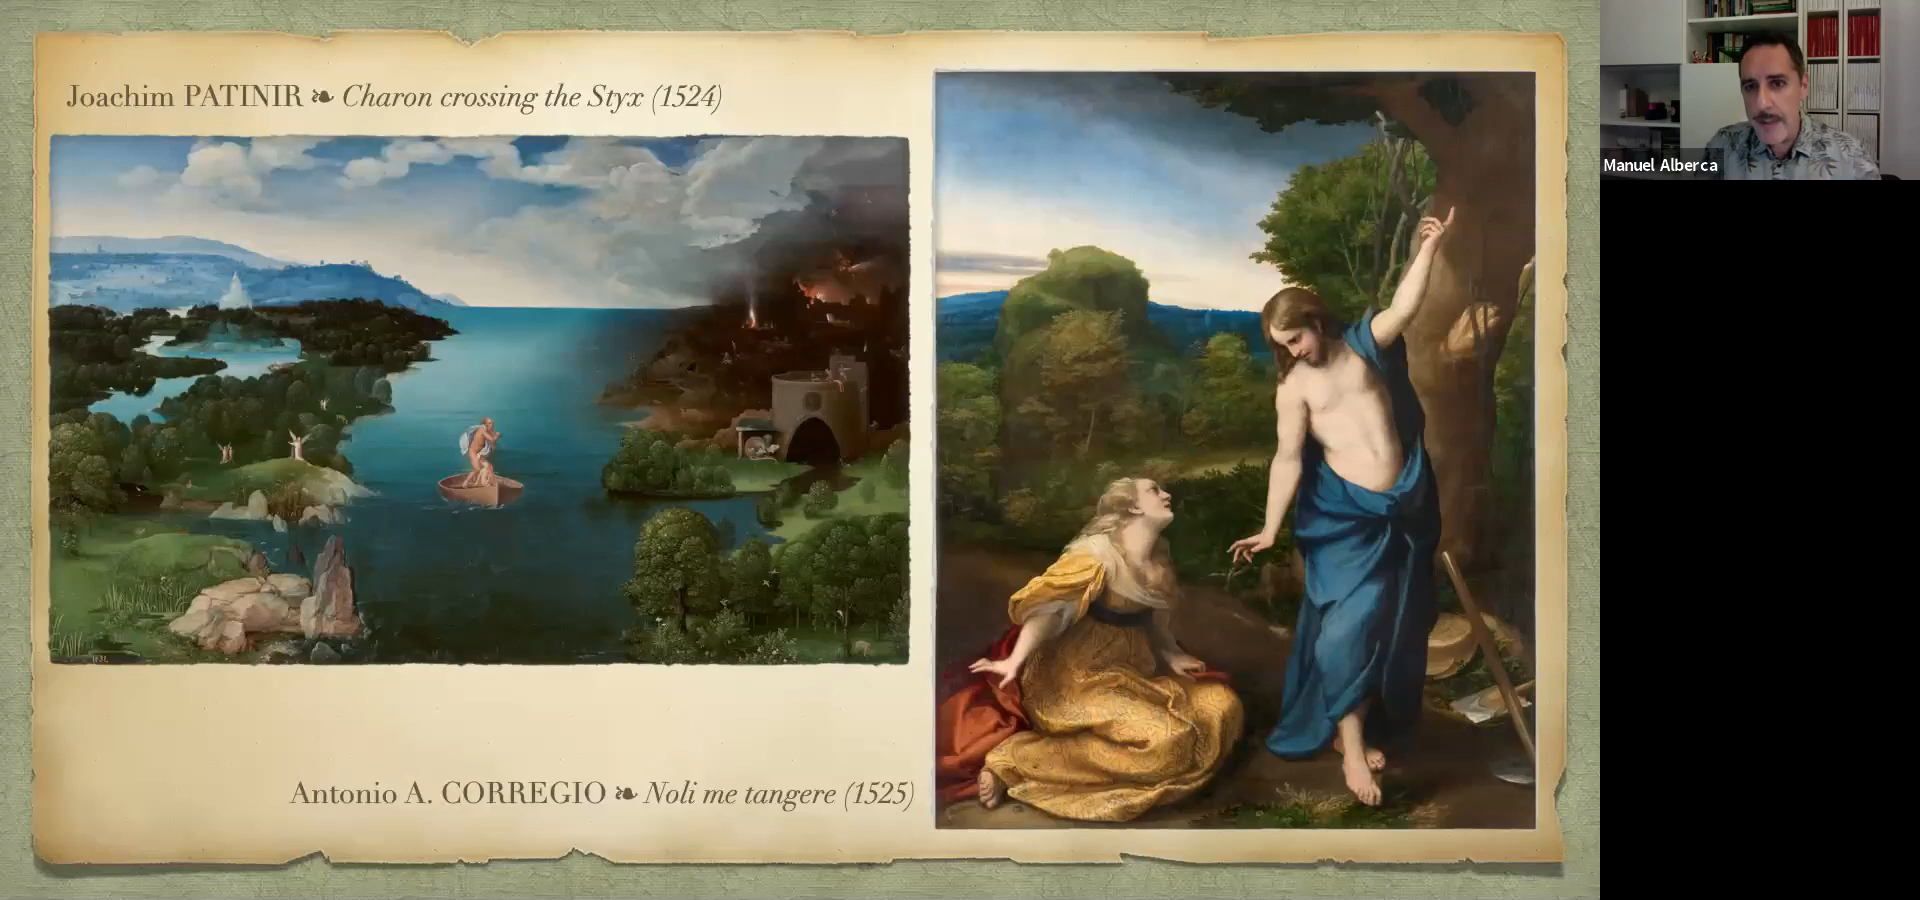 Joachim PATINIR ❧ Charon crossing the Styx (1524)
Manuel Alberca
Antonio A. CORREGIO ❧ Noli me tangere (1525)